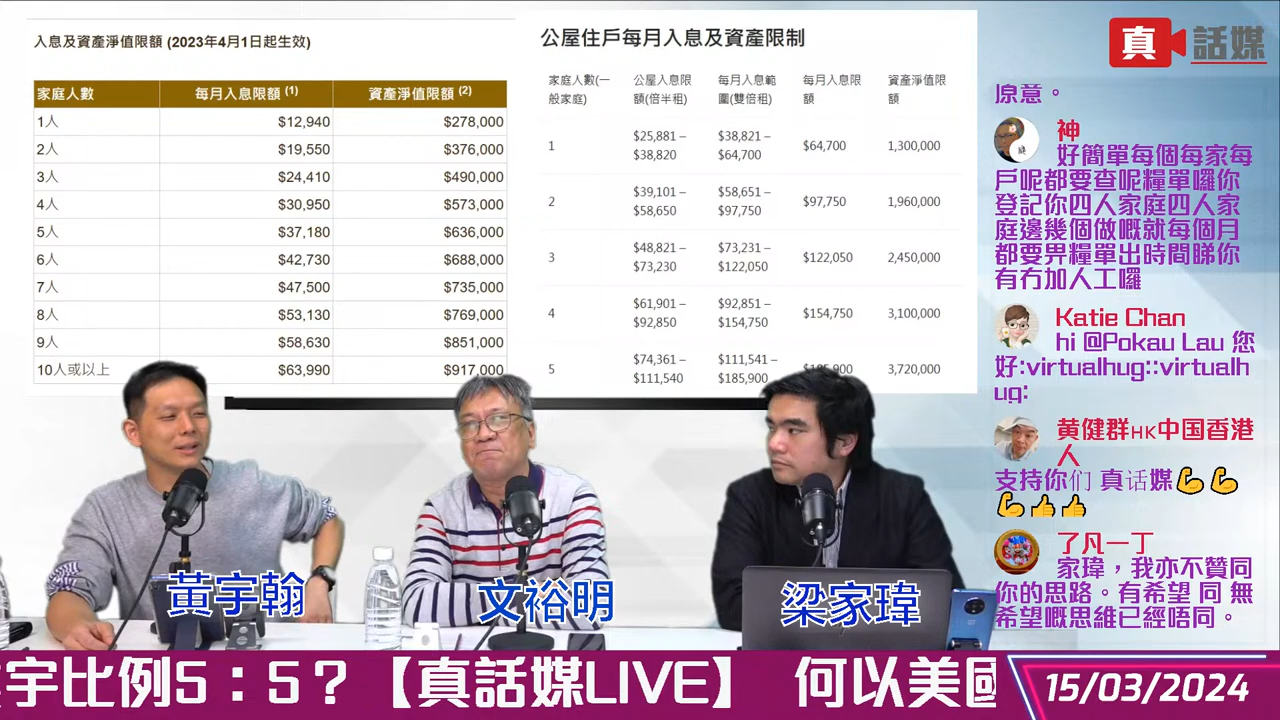 入息及資產淨值限額 (2023年4月1日起生效)
家庭人數 每月入息限額 (1) 資產淨值限額 (2)
1人 $12,940 $278,000
2人 $19,550 $376,000
3人 $24,410 $490,000
4人 $30,950 $573,000
5人 $37,180 $636,000
6人 $42,730 $688,000
7人 $47,500 $735,000
8人 $53,130 $769,000
9人 $58,630 $851,000
10人或以上 $63,990 $917,000
公屋住戶每月入息及資產限制
家庭人數(一 公屋入息限 每月入息範 每月入息限 資產淨值限
般家庭) 額(倍半租) 圍(雙倍租) 額 額
1 $25,881 – $38,821 – $64,700 1,300,000
$38,820 $64,700
2 $39,101 – $58,651 – $97,750 1,960,000
$58,650 $97,750
3 $48,821 – $73,231 – $122,050 2,450,000
$73,230 $122,050
4 $61,901 – $92,851 – $154,750 3,100,000
$92,850 $154,750
5 $74,361 – $111,541 – 3,720,000
$111,540 $185,900
真話媒
原意。
神
好簡單每個每家每
戶呢都要查呢糧單囉你
登記你四人家庭四人家
庭邊幾個做嘅就每個月
都要畀糧單出時間睇你
有冇加人工囉
Katie Chan
hi @Pokau Lau 您
好:virtualhug::virtualh
ug:
黄健群HK中国香港
人
支持你们 真话媒💪💪
💪👍👍
了凡一丁
家瑋，我亦不贊同
你的思路。有希望 同 無
希望嘅思維已經唔同。
黃宇翰
文裕明
梁家瑋
宇比例5：5？【真話媒LIVE】 何以美國
15/03/2024